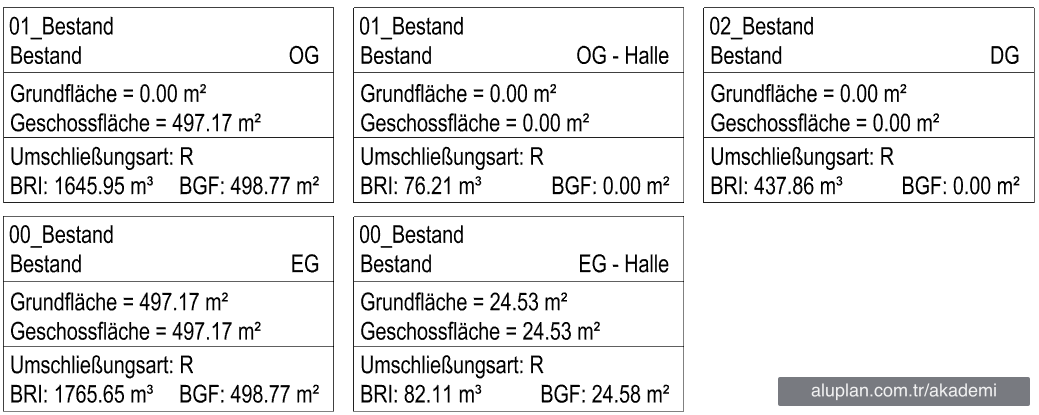 01_Bestand
Bestand OG
Grundfläche = 0.00 m²
Geschossfläche = 497.17 m²
Umschließungsart: R
BRI: 1645.95 m³ BGF: 498.77 m²
01_Bestand
Bestand OG - Halle
Grundfläche = 0.00 m²
Geschossfläche = 0.00 m²
Umschließungsart: R
BRI: 76.21 m³ BGF: 0.00 m²
02_Bestand
Bestand DG
Grundfläche = 0.00 m²
Geschossfläche = 0.00 m²
Umschließungsart: R
BRI: 437.86 m³ BGF: 0.00 m²
00_Bestand
Bestand EG
Grundfläche = 497.17 m²
Geschossfläche = 497.17 m²
Umschließungsart: R
BRI: 1765.65 m³ BGF: 498.77 m²
00_Bestand
Bestand EG - Halle
Grundfläche = 24.53 m²
Geschossfläche = 24.53 m²
Umschließungsart: R
BRI: 82.11 m³ BGF: 24.58 m²
aluplan.com.tr/akademi